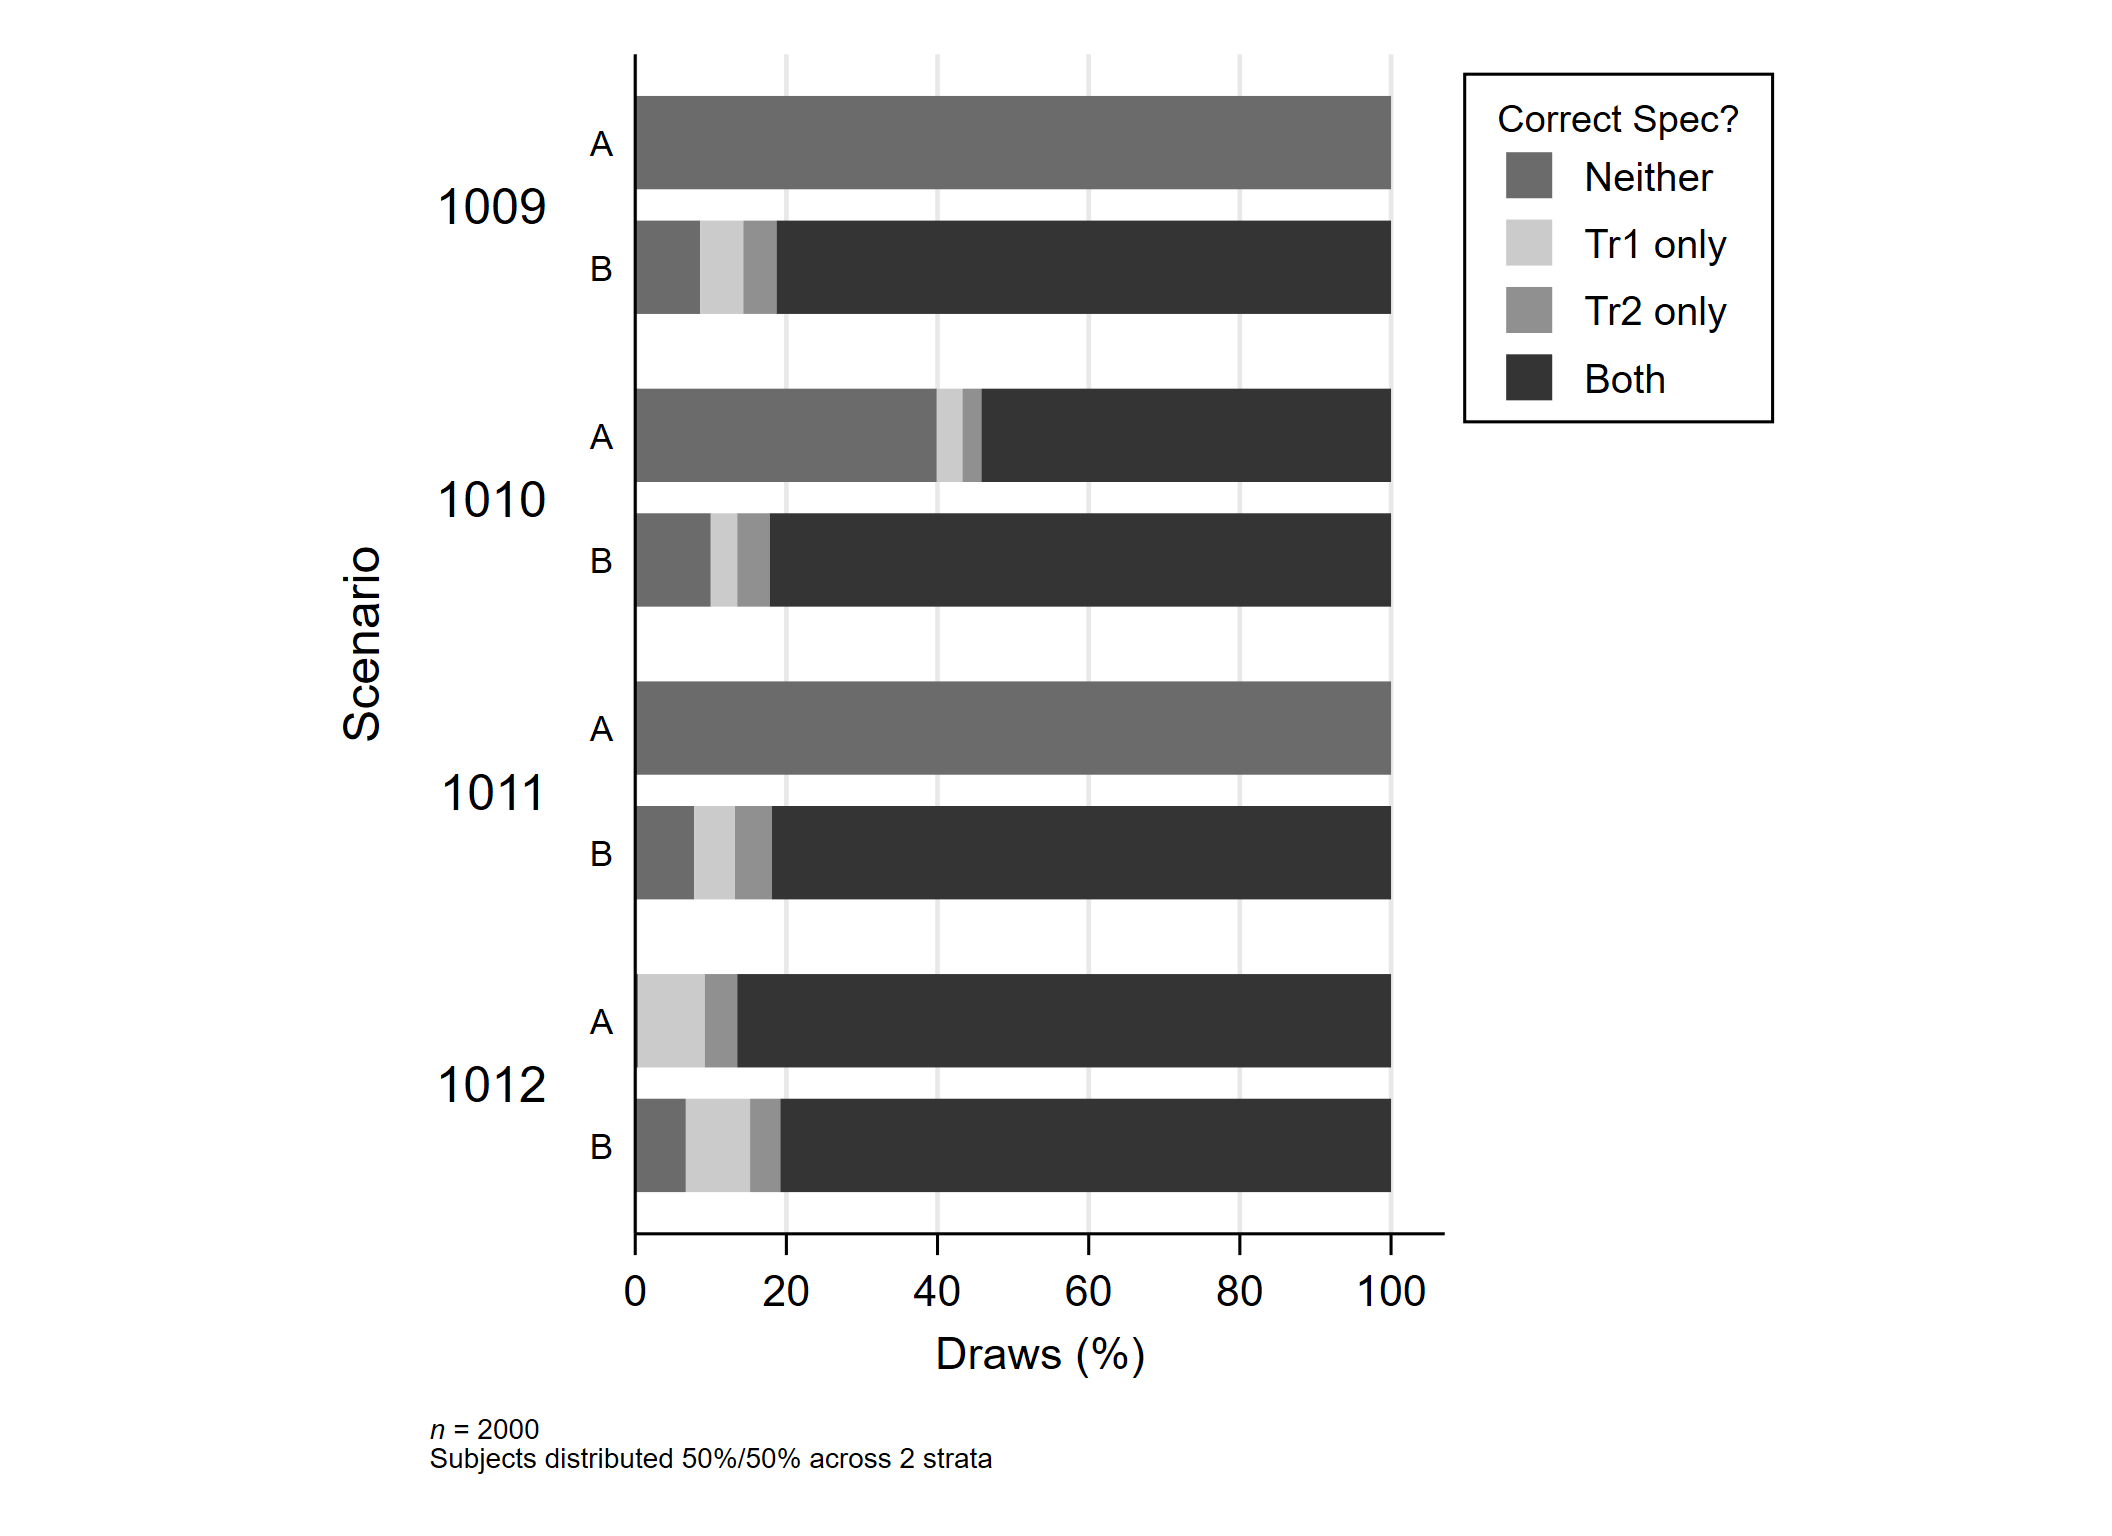 Correct Spec?
Neither
Tr1 only
Tr2 only
Both
Scenario
1009
A
B
1010
A
B
1011
A
B
1012
A
B
0 20 40 60 80 100
Draws (%)
n = 2000
Subjects distributed 50%/50% across 2 strata